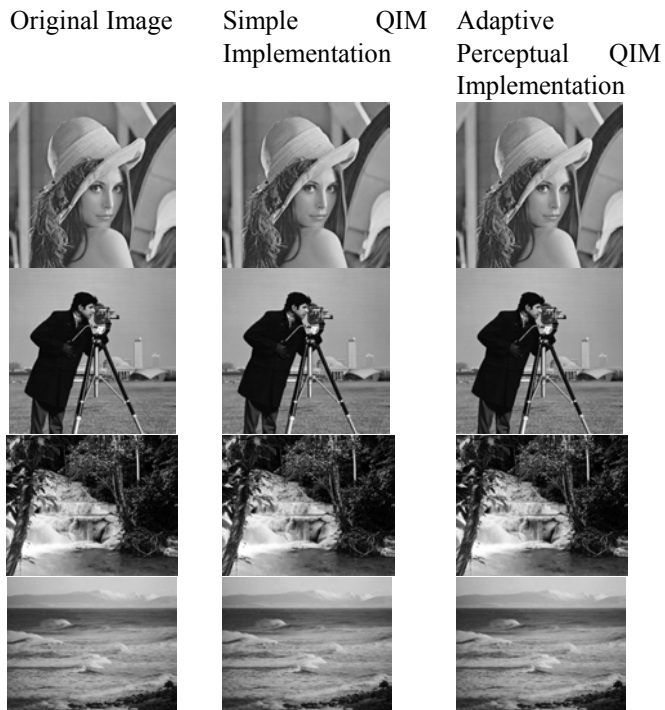 Original Image
Simple QIM
Implementation
Adaptive
Perceptual QIM
Implementation